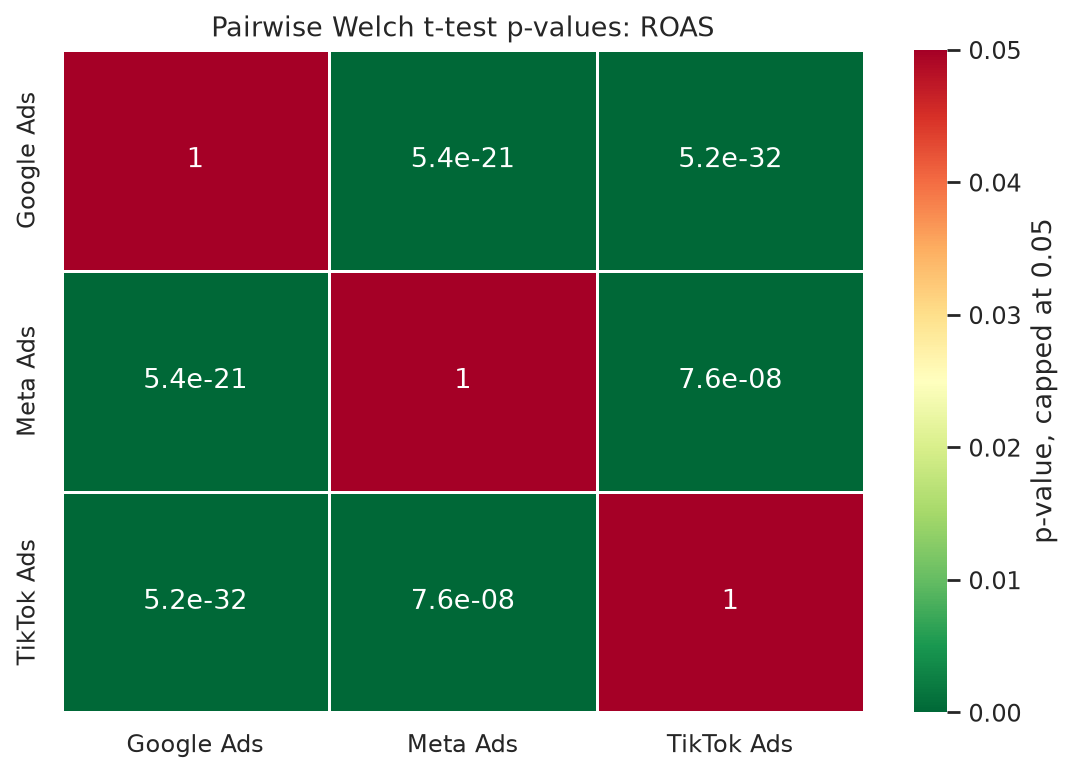 Pairwise Welch t-test p-values: ROAS
Google Ads
1
5.4e-21
5.2e-32
Meta Ads
5.4e-21
1
7.6e-08
TikTok Ads
5.2e-32
7.6e-08
1
Google Ads
Meta Ads
TikTok Ads
0.05
0.04
0.03
0.02
0.01
0.00
p-value, capped at 0.05